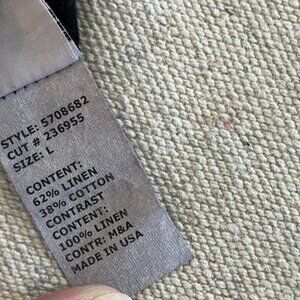 STYLE: 5708682
CUT # 236955
SIZE: L
CONTENT:
62% LINEN
38% COTTON
CONTRAST
CONTENT:
100% LINEN
CONTR: M&A
MADE IN USA